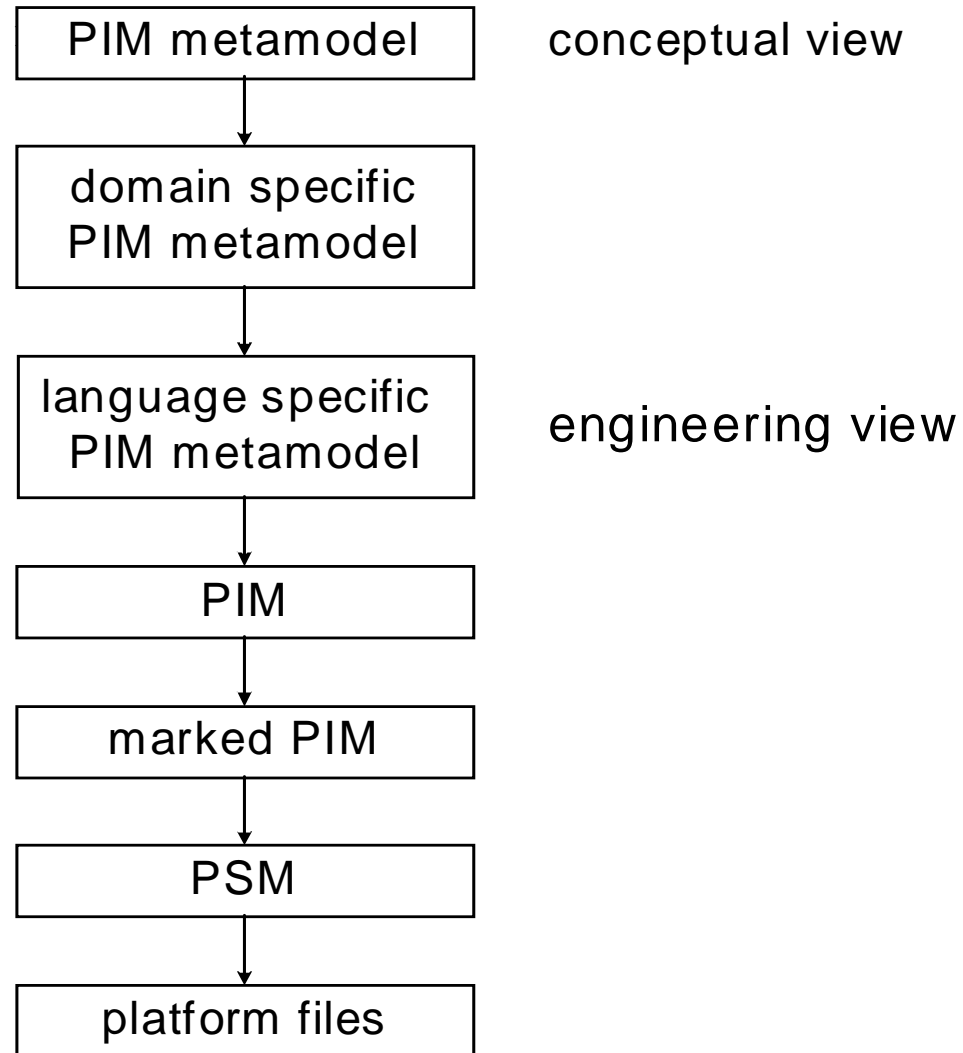 PIM metamodel
conceptual view
domain specific
PIM metamodel
language specific
PIM metamodel
engineering view
PIM
marked PIM
PSM
platform files